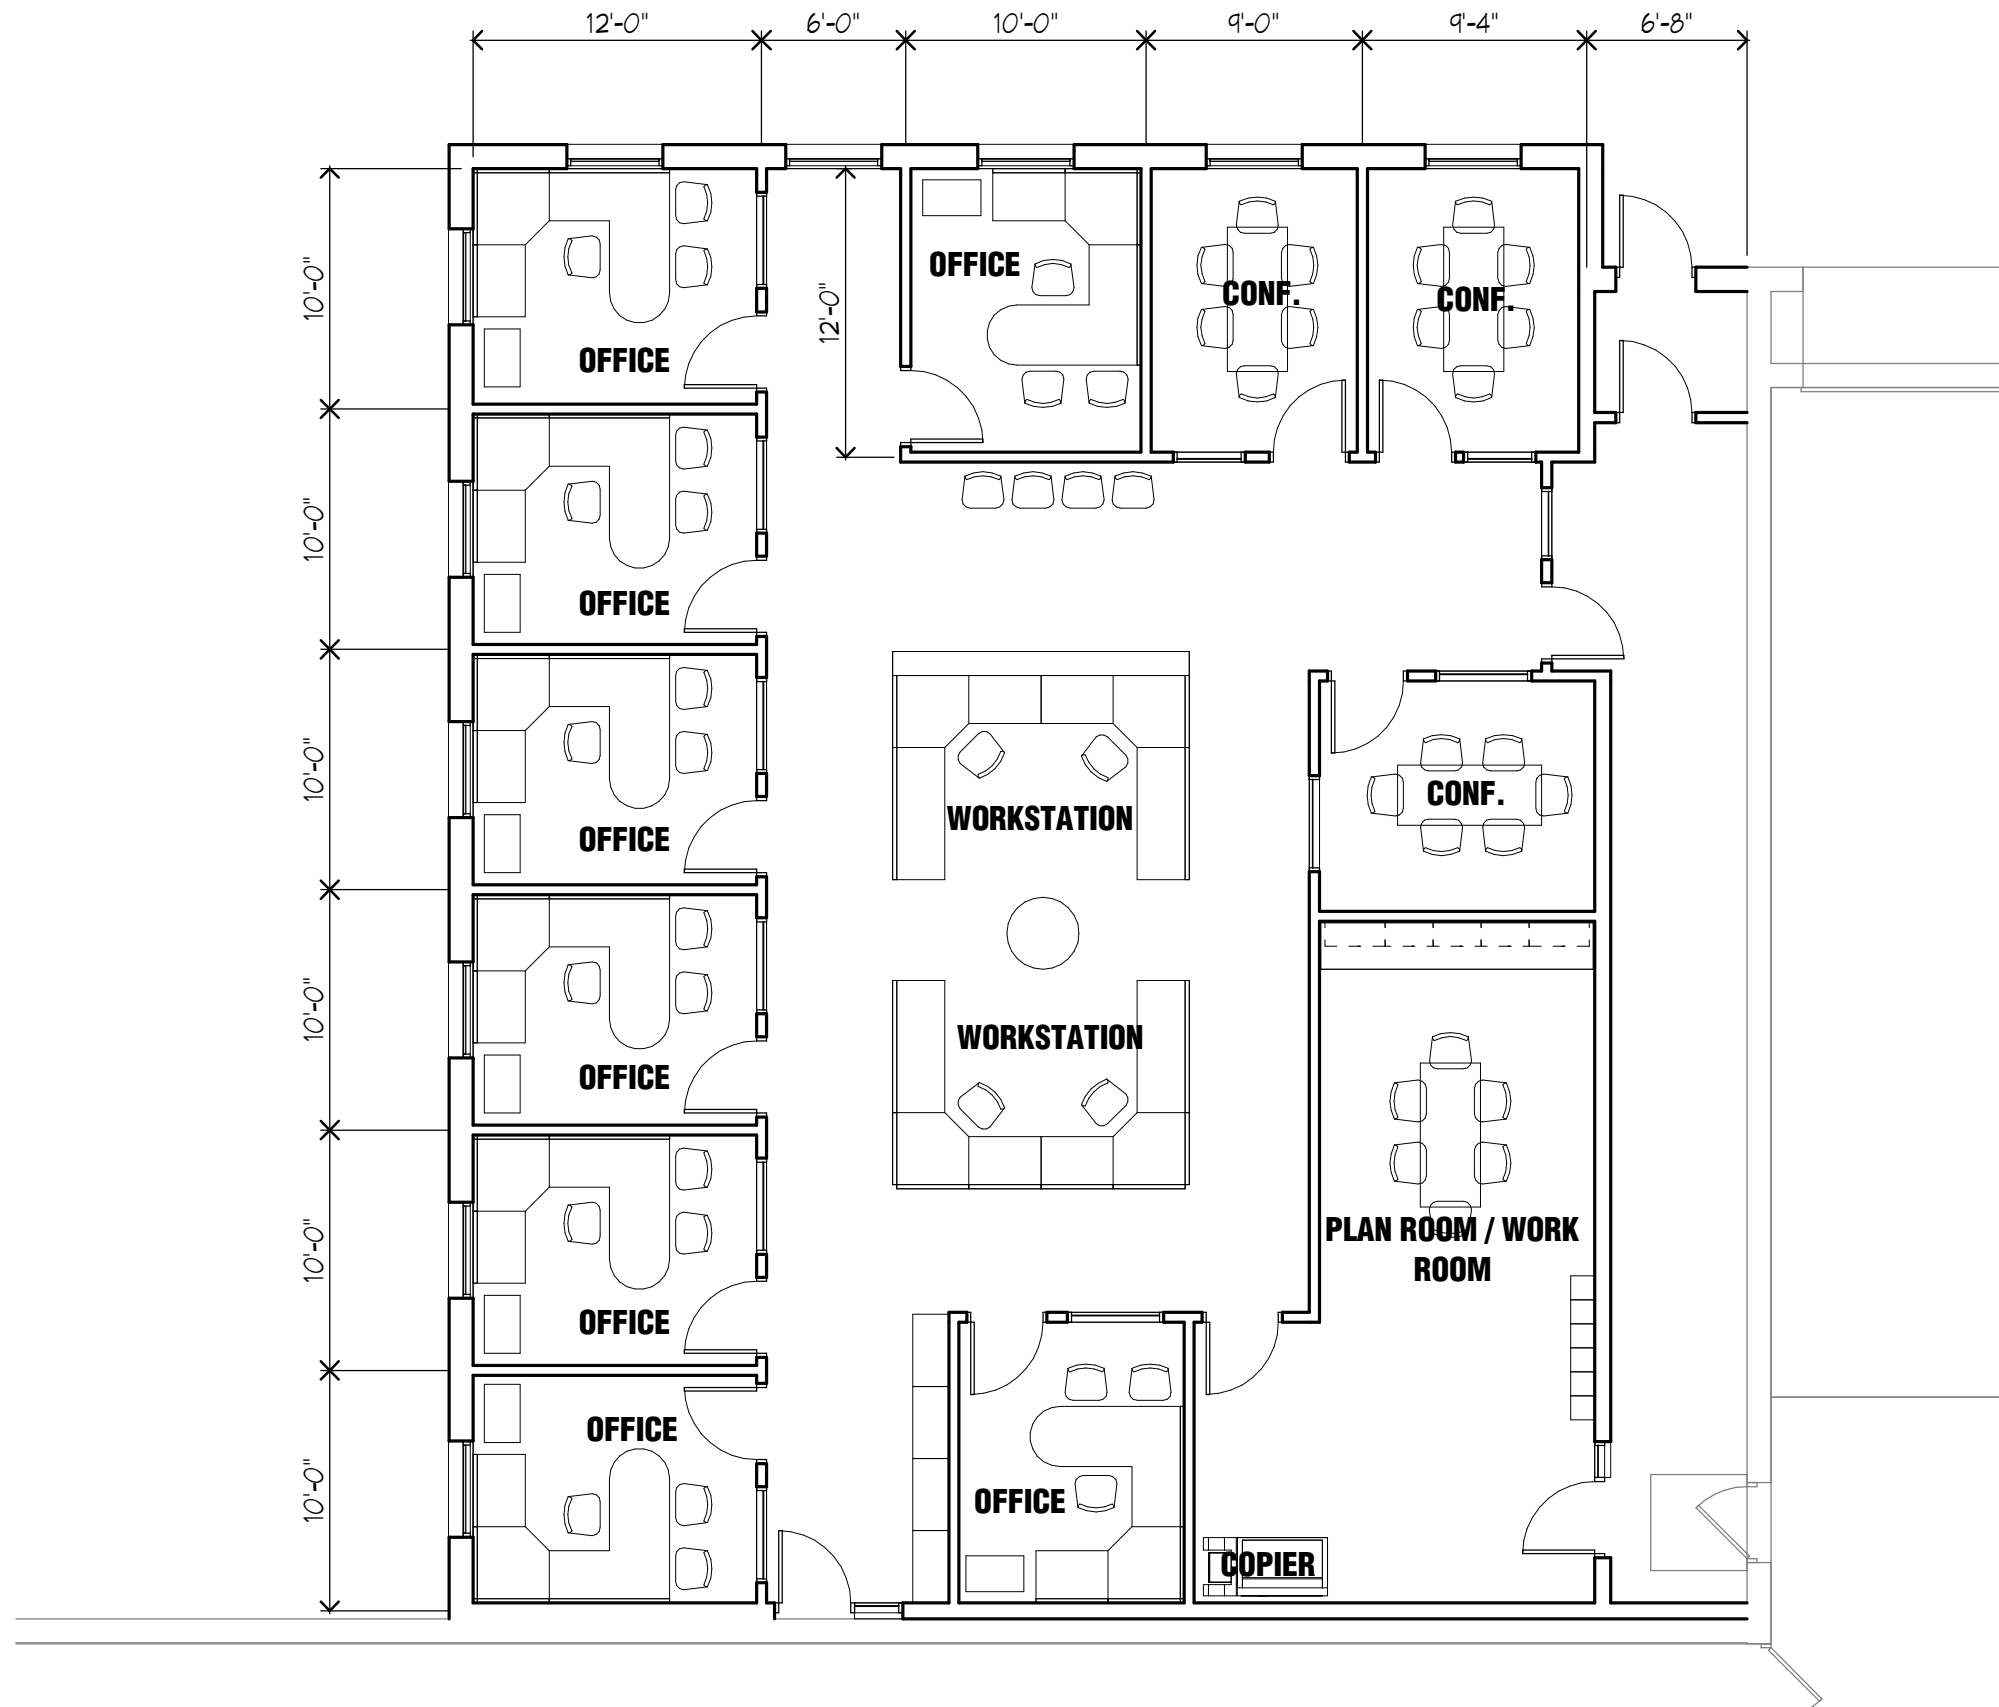 12'-0"
6'-0"
10'-0"
9'-0"
9'-4"
6'-8"
10'-0"
OFFICE
12'-0"
OFFICE
CONF.
CONF.
10'-0"
OFFICE
10'-0"
OFFICE
WORKSTATION
CONF.
10'-0"
OFFICE
WORKSTATION
10'-0"
OFFICE
PLAN ROOM / WORK
ROOM
10'-0"
OFFICE
OFFICE
COPIER